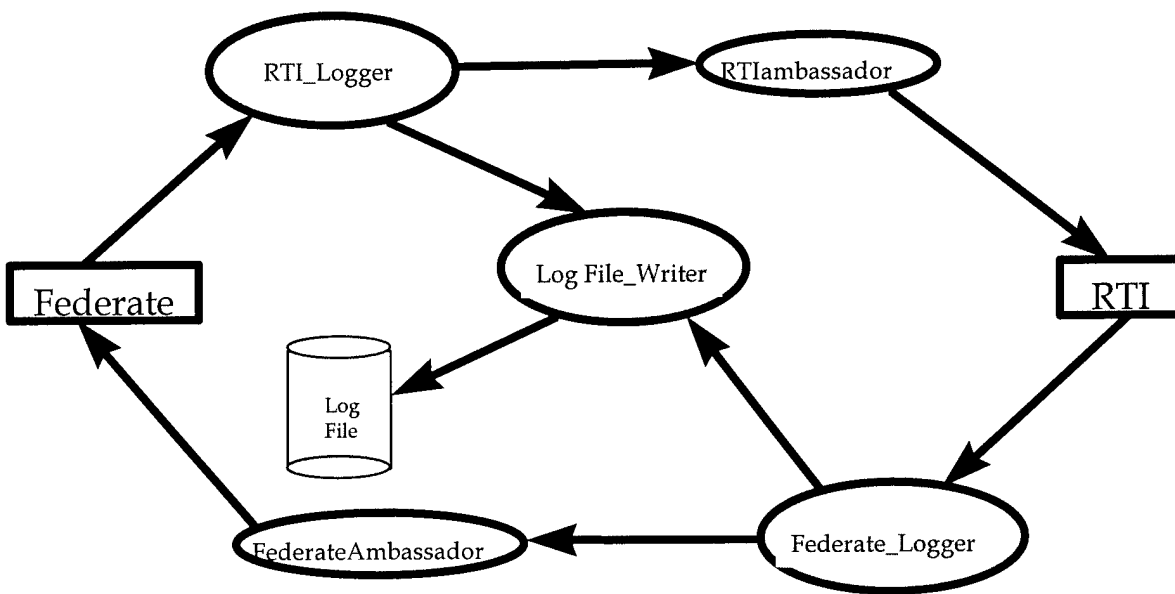 RTI_Logger
RTIambassador
Log File_Writer
Federate
RTI
Log
File
FederateAmbassador
Federate_Logger